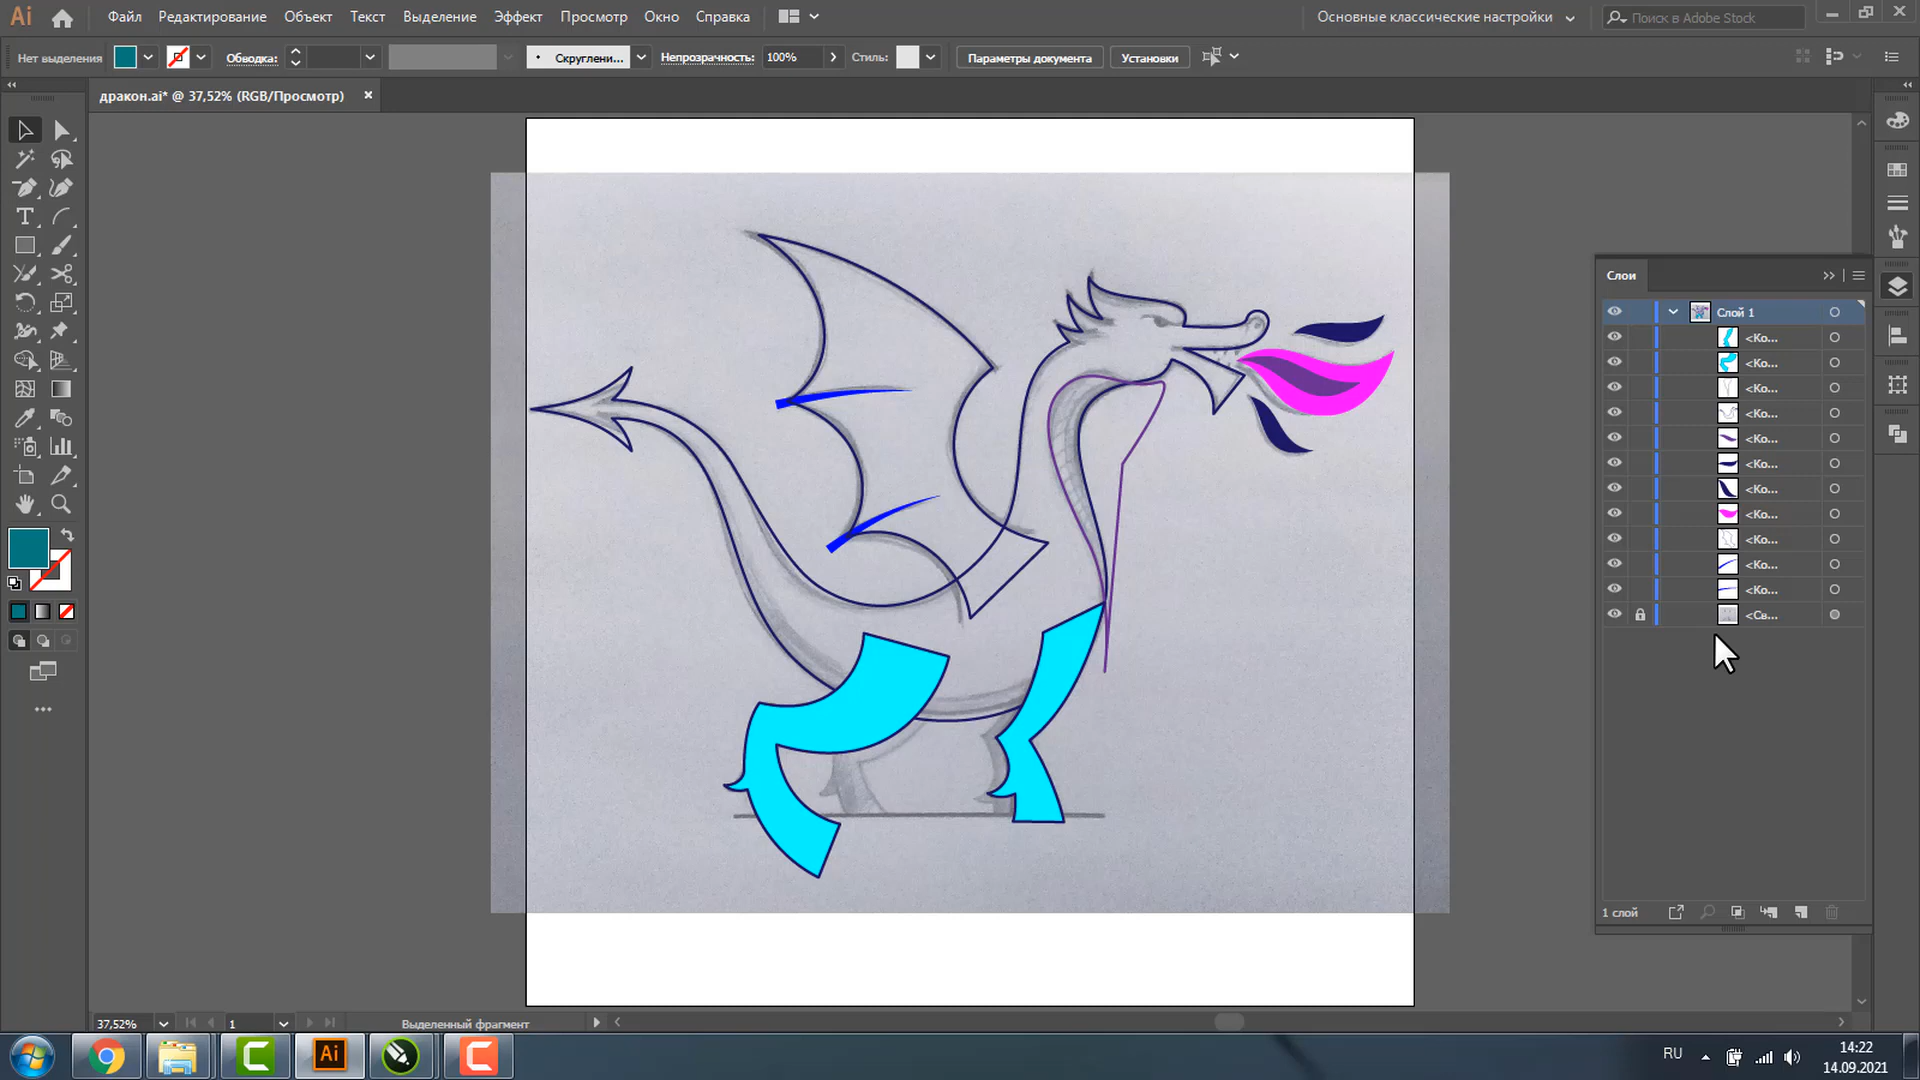 Ai Файл Редактирование Объект Текст Выделение Эффект Просмотр Окно Справка Основные классические настройки Поиск в Adobe Stock
Нет выделения Обводка: Скруглени... Непрозрачность: 100% Стиль: Параметры документа Установки
дракон.ai* @ 37,52% (RGB/Просмотр)
Слои
Слой 1
<Ко...
<Ко...
<Ко...
<Ко...
<Ко...
<Ко...
<Ко...
<Ко...
<Ко...
<Ко...
<Ко...
<Св...
1 слой
37,52% 1 Выделенный фрагмент
Ai RU 14:22
14.09.2021